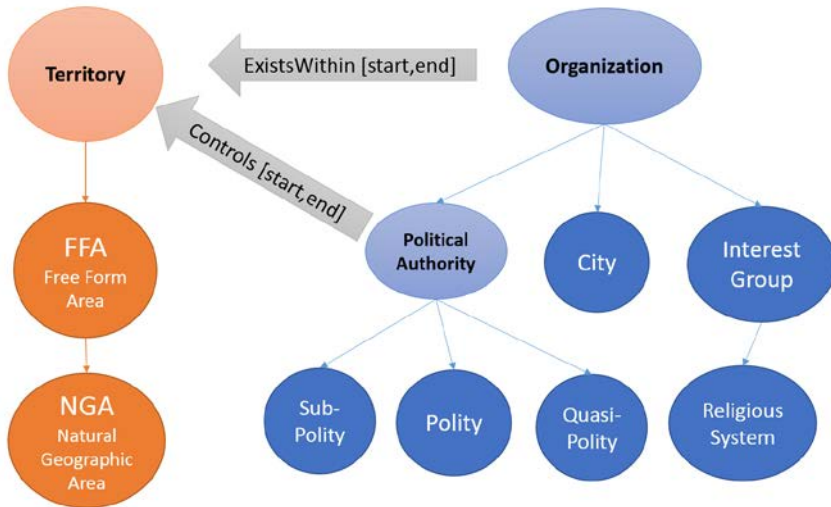 Territory
ExistsWithin [start,end]
Organization
Controls [start,end]
FFA
Free Form
Area
Political
Authority
City
Interest
Group
NGA
Natural
Geographic
Area
Sub-
Polity
Polity
Quasi-
Polity
Religious
System